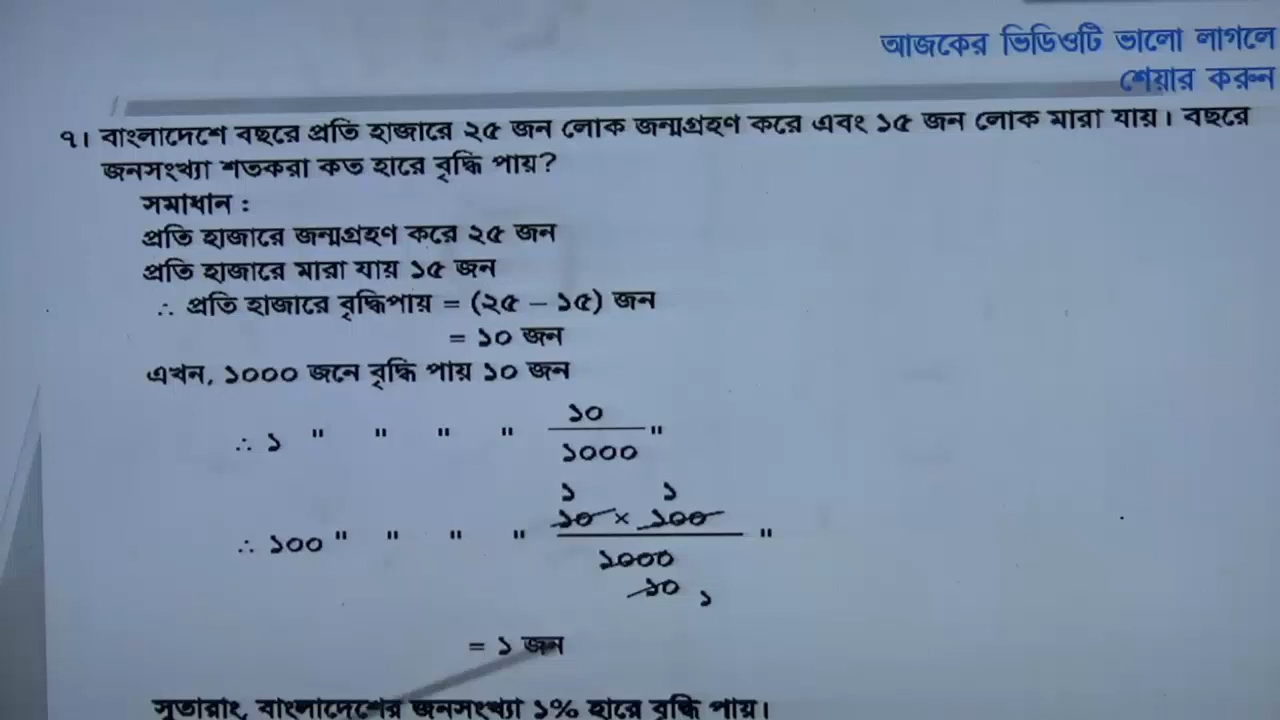 আজকের ভিডিওটি ভালো লাগলে
শেয়ার করুন
৭। বাংলাদেশে বছরে প্রতি হাজারে ২৫ জন লোক জন্মগ্রহণ করে এবং ১৫ জন লোক মারা যায়। বছরে
জনসংখ্যা শতকরা কত হারে বৃদ্ধি পায়?
সমাধান :
প্রতি হাজারে জন্মগ্রহণ করে ২৫ জন
প্রতি হাজারে মারা যায় ১৫ জন
∴ প্রতি হাজারে বৃদ্ধিপায় = (২৫ – ১৫) জন
= ১০ জন
এখন, ১০০০ জনে বৃদ্ধি পায় ১০ জন
১০
∴ ১ " " " " "
১০০০
১ ১
১০ × ১০০
∴ ১০০ " " " " "
১০০০
১০ ১
= ১ জন
সুতারাং, বাংলাদেশের জনসংখ্যা ১% হারে বৃদ্ধি পায়।